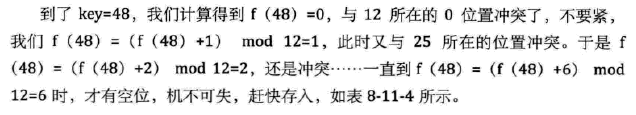 到了 key=48，我们计算得到 f（48）=0，与 12 所在的 0 位置冲突了，不要紧，
我们 f（48）=（f（48）+1） mod 12=1，此时又与 25 所在的位置冲突。于是 f
（48）=（f（48）+2） mod 12=2，还是冲突……一直到 f（48）=（f（48）+6） mod
12=6 时，才有空位，机不可失，赶快存入，如表 8-11-4 所示。